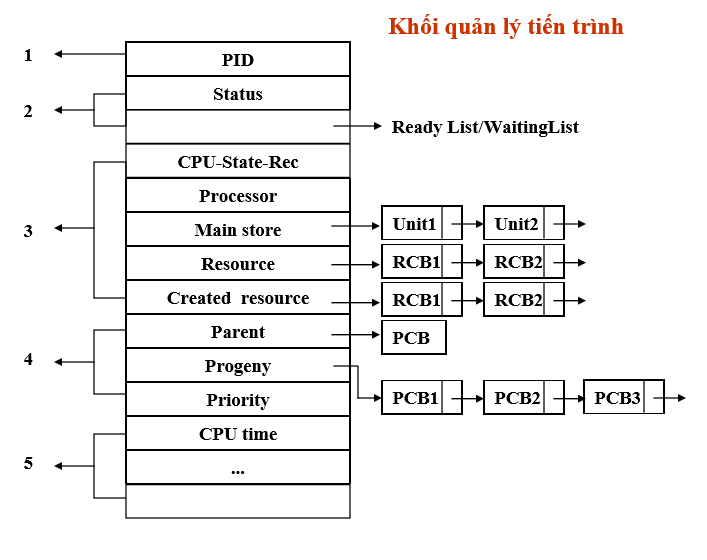 Khối quản lý tiến trình
1
PID
2
Status
Ready List/WaitingList
3
CPU-State-Rec
Processor
Main store
Unit1
Unit2
Resource
RCB1
RCB2
Created resource
RCB1
RCB2
4
Parent
PCB
Progeny
Priority
PCB1
PCB2
PCB3
5
CPU time
...